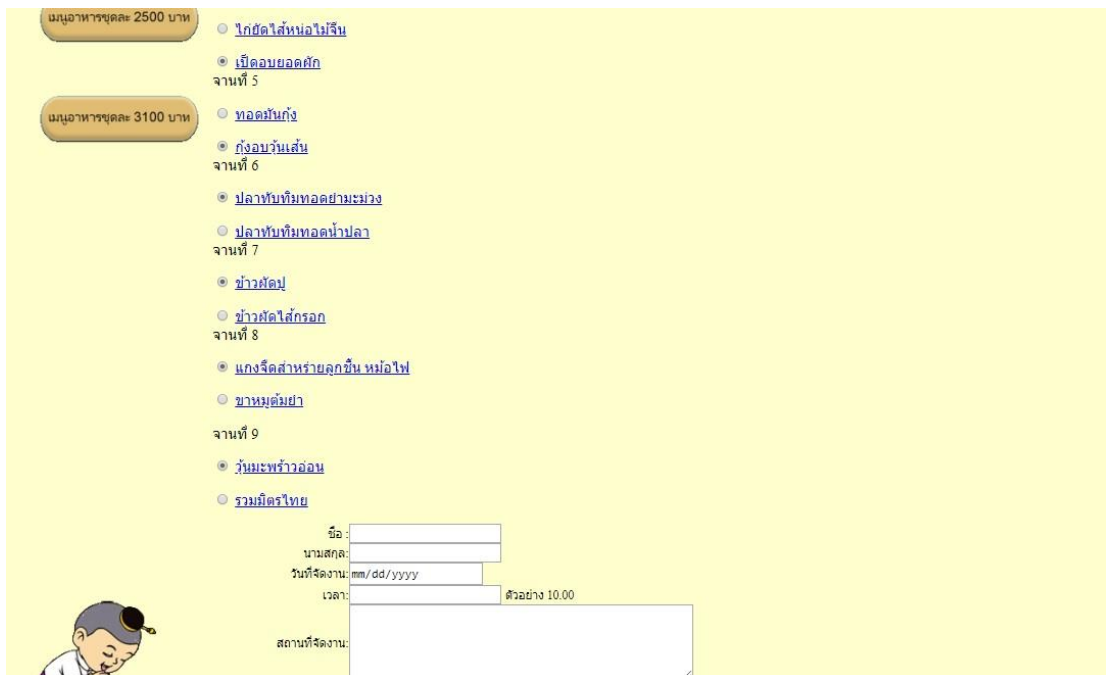 เมนูอาหารชุดละ 2500 บาท
ไก่ยัดไส้หน่อไม้จีน
เป็ดอบยอดผัก
จานที่ 5
เมนูอาหารชุดละ 3100 บาท
ทอดมันกุ้ง
กุ้งอบวุ้นเส้น
จานที่ 6
ปลาทับทิมทอดยำมะม่วง
ปลาทับทิมทอดน้ำปลา
จานที่ 7
ข้าวผัดปู
ข้าวผัดไส้กรอก
จานที่ 8
แกงจืดสาหร่ายลูกชิ้น หม้อไฟ
ขาหมูต้มยำ
จานที่ 9
วุ้นมะพร้าวอ่อน
รวมมิตรไทย
ชื่อ :
นามสกุล:
วันที่จัดงาน: mm/dd/yyyy
เวลา: ตัวอย่าง 10.00
สถานที่จัดงาน: